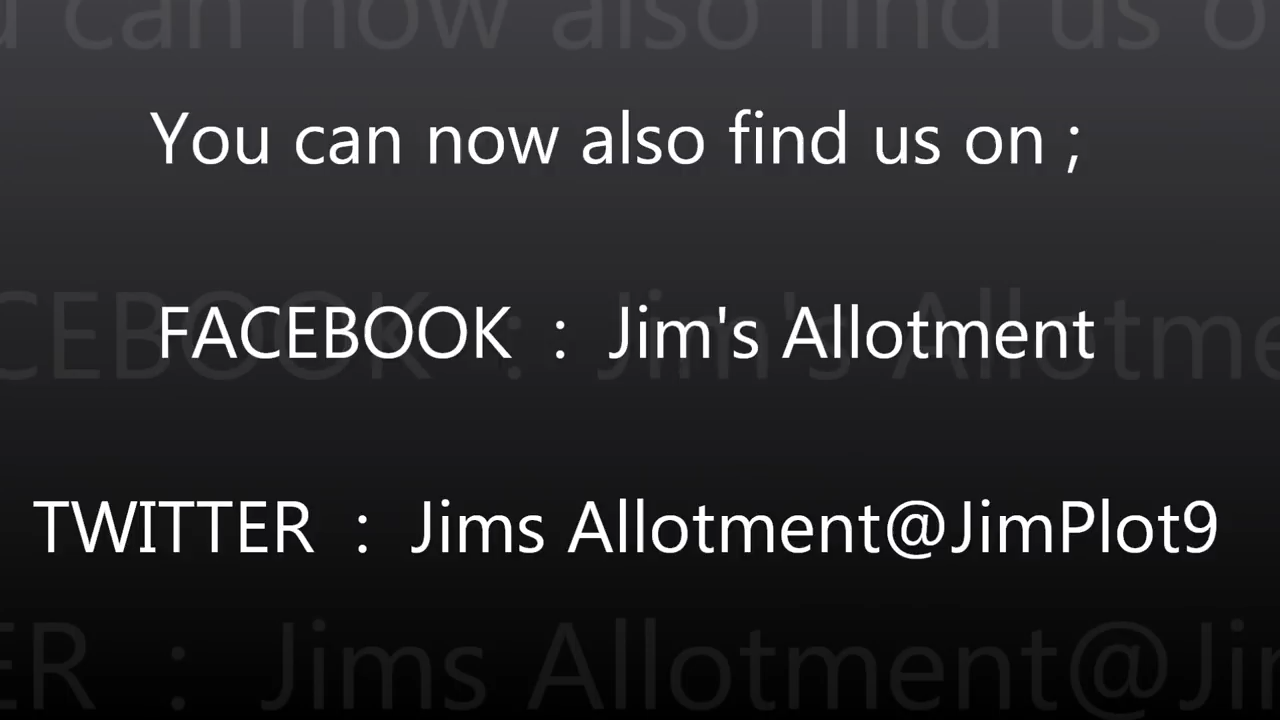 You can now also find us on ;
FACEBOOK : Jim's Allotment
TWITTER : Jims Allotment@JimPlot9